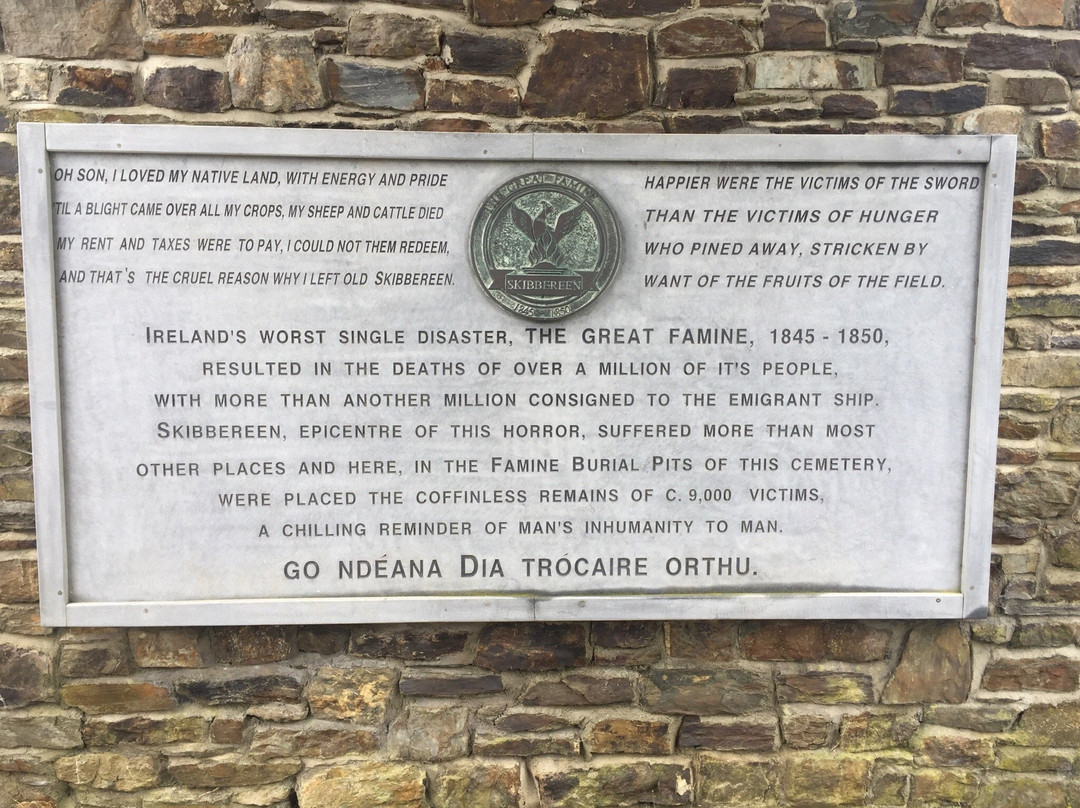 OH SON, I LOVED MY NATIVE LAND, WITH ENERGY AND PRIDE
'TIL A BLIGHT CAME OVER ALL MY CROPS, MY SHEEP AND CATTLE DIED
MY RENT AND TAXES WERE TO PAY, I COULD NOT THEM REDEEM,
AND THAT'S THE CRUEL REASON WHY I LEFT OLD SKIBBEREEN.
THE GREAT FAMINE
SKIBBEREEN
1845 1850
HAPPIER WERE THE VICTIMS OF THE SWORD
THAN THE VICTIMS OF HUNGER
WHO PINED AWAY, STRICKEN BY
WANT OF THE FRUITS OF THE FIELD.
IRELAND'S WORST SINGLE DISASTER, THE GREAT FAMINE, 1845 - 1850,
RESULTED IN THE DEATHS OF OVER A MILLION OF IT'S PEOPLE,
WITH MORE THAN ANOTHER MILLION CONSIGNED TO THE EMIGRANT SHIP.
SKIBBEREEN, EPICENTRE OF THIS HORROR, SUFFERED MORE THAN MOST
OTHER PLACES AND HERE, IN THE FAMINE BURIAL PITS OF THIS CEMETERY,
WERE PLACED THE COFFINLESS REMAINS OF C. 9,000 VICTIMS,
A CHILLING REMINDER OF MAN'S INHUMANITY TO MAN.
GO NDÉANA DIA TRÓCAIRE ORTHU.